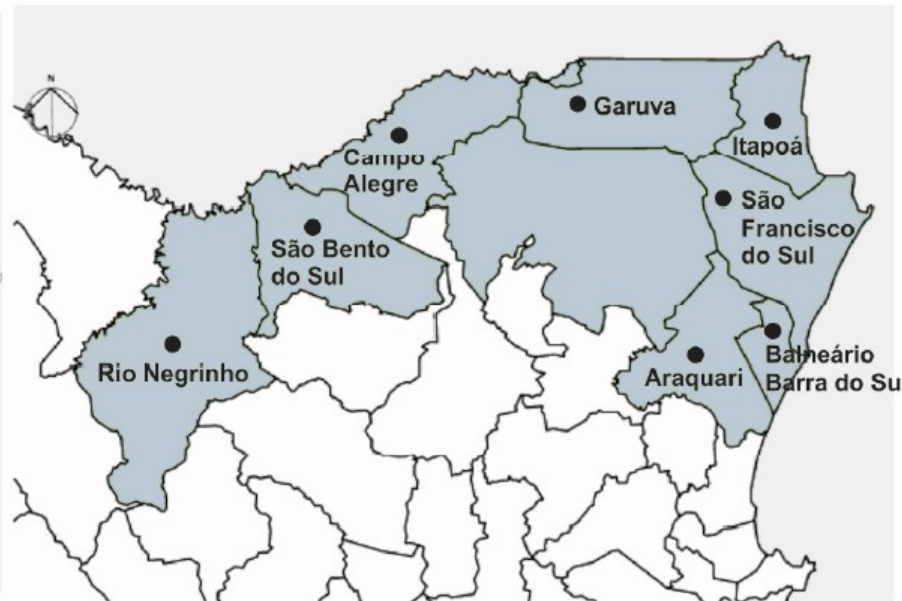 N
Garuva
Itapoá
Campo
Alegre
São
Francisco
do Sul
São Bento
do Sul
Rio Negrinho
Araquari
Balneário
Barra do Su